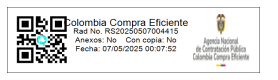 Colombia Compra Eficiente
Rad No. RS20250507004415
Anexos: No Con copia: No
Fecha: 07/05/2025 00:07:52
Agencia Nacional
de Contratación Pública
Colombia Compra Eficiente